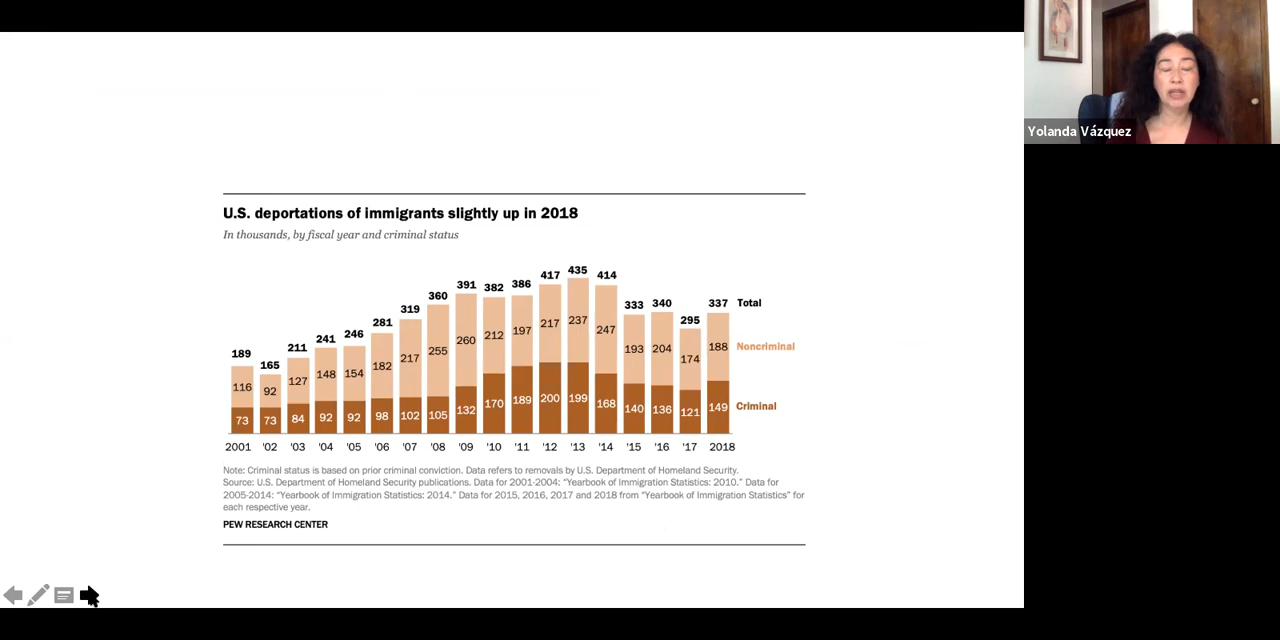 Yolanda Vázquez
U.S. deportations of immigrants slightly up in 2018
In thousands, by fiscal year and criminal status
189 165 211 241 246 281 319 360 391 382 386 417 435 414 333 340 295 337 Total
116 92 127 148 154 182 217 255 260 212 197 217 237 247 193 204 174 188 Noncriminal
73 73 84 92 92 98 102 105 132 170 189 200 199 168 140 136 121 149 Criminal
2001 '02 '03 '04 '05 '06 '07 '08 '09 '10 '11 '12 '13 '14 '15 '16 '17 2018
Note: Criminal status is based on prior criminal conviction. Data refers to removals by U.S. Department of Homeland Security.
Source: U.S. Department of Homeland Security publications. Data for 2001-2004: “Yearbook of Immigration Statistics: 2010.” Data for
2005-2014: “Yearbook of Immigration Statistics: 2014.” Data for 2015, 2016, 2017 and 2018 from “Yearbook of Immigration Statistics” for
each respective year.
PEW RESEARCH CENTER